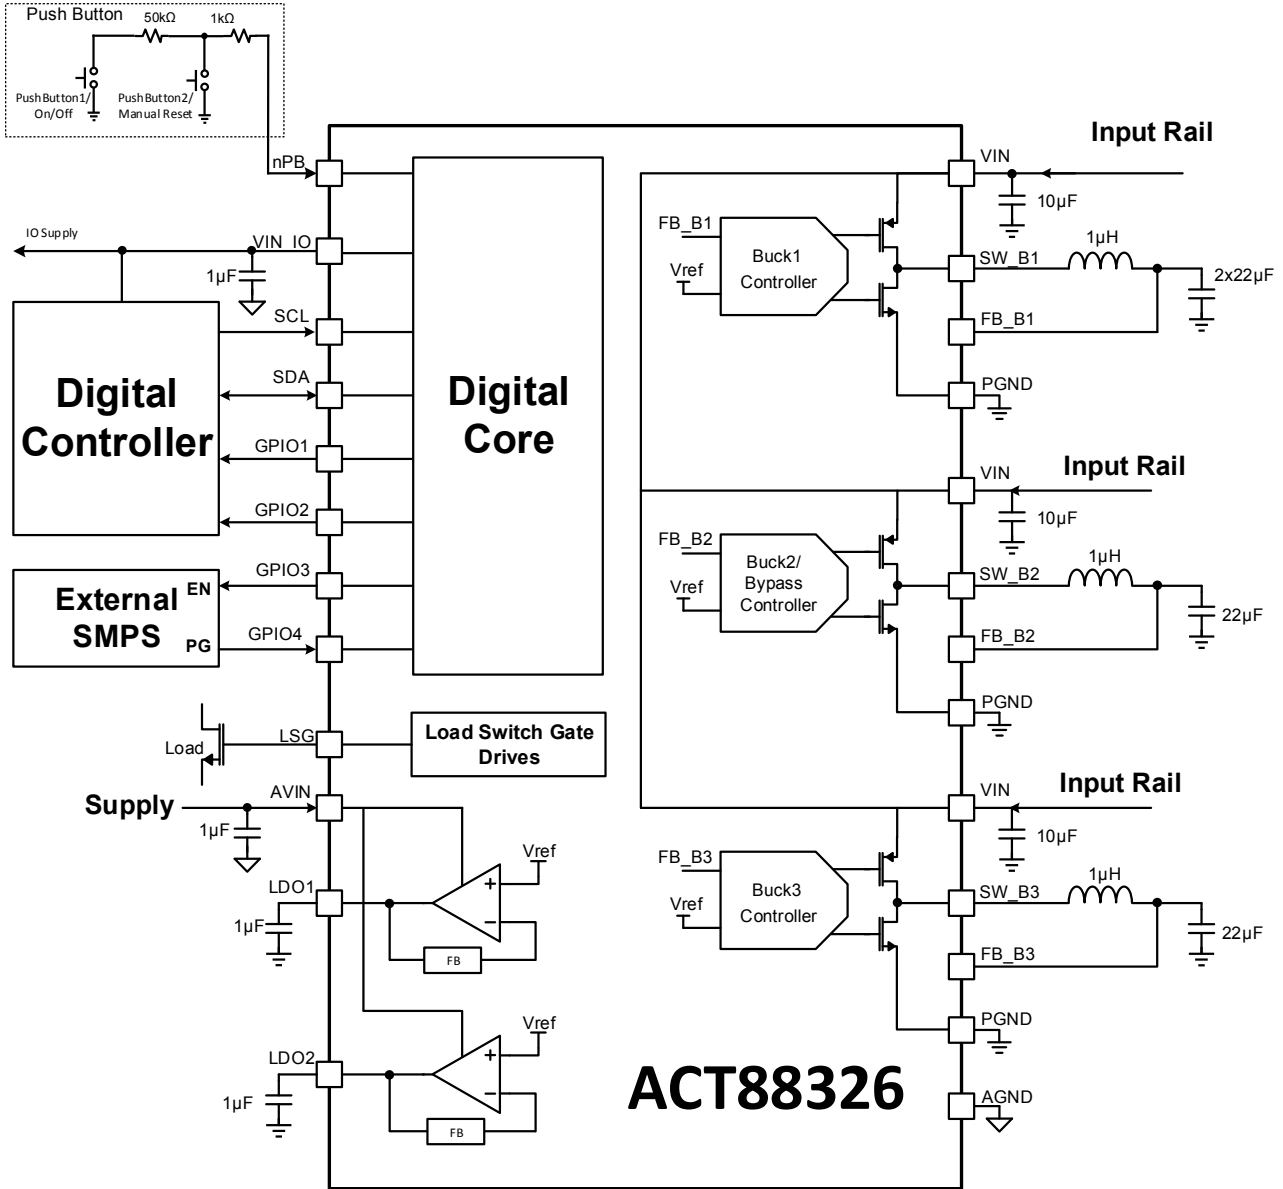 Push Button
50kΩ
1kΩ
PushButton1/
On/Off
PushButton2/
Manual Reset
nPB
IO Supply
VIN_IO
1µF
SCL
SDA
GPIO1
GPIO2
GPIO3
GPIO4
Digital
Controller
External
SMPS
EN
PG
Digital
Core
Load
LSG
Load Switch Gate
Drives
Supply
AVIN
1µF
Vref
+
−
LDO1
1µF
FB
Vref
+
−
LDO2
1µF
FB
Input Rail
VIN
10µF
FB_B1
Vref
Buck1
Controller
SW_B1
1µH
2x22µF
FB_B1
PGND
Input Rail
VIN
10µF
FB_B2
Vref
Buck2/
Bypass
Controller
SW_B2
1µH
22µF
FB_B2
PGND
Input Rail
VIN
10µF
FB_B3
Vref
Buck3
Controller
SW_B3
1µH
22µF
FB_B3
PGND
AGND
ACT88326